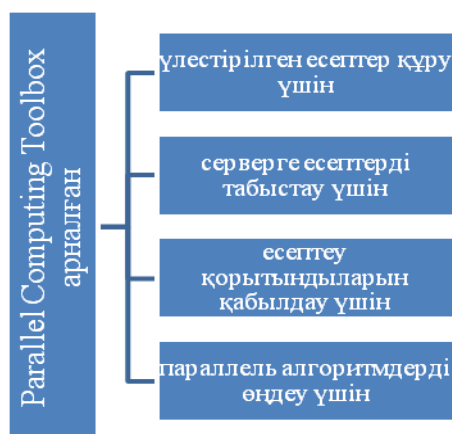 Parallel Computing Toolbox
арналған
үлестірілген есептер құру
үшін
серверге есептерді
табыстау үшін
есептеу
қорытындыларын
қабылдау үшін
параллель алгоритмдерді
өңдеу үшін